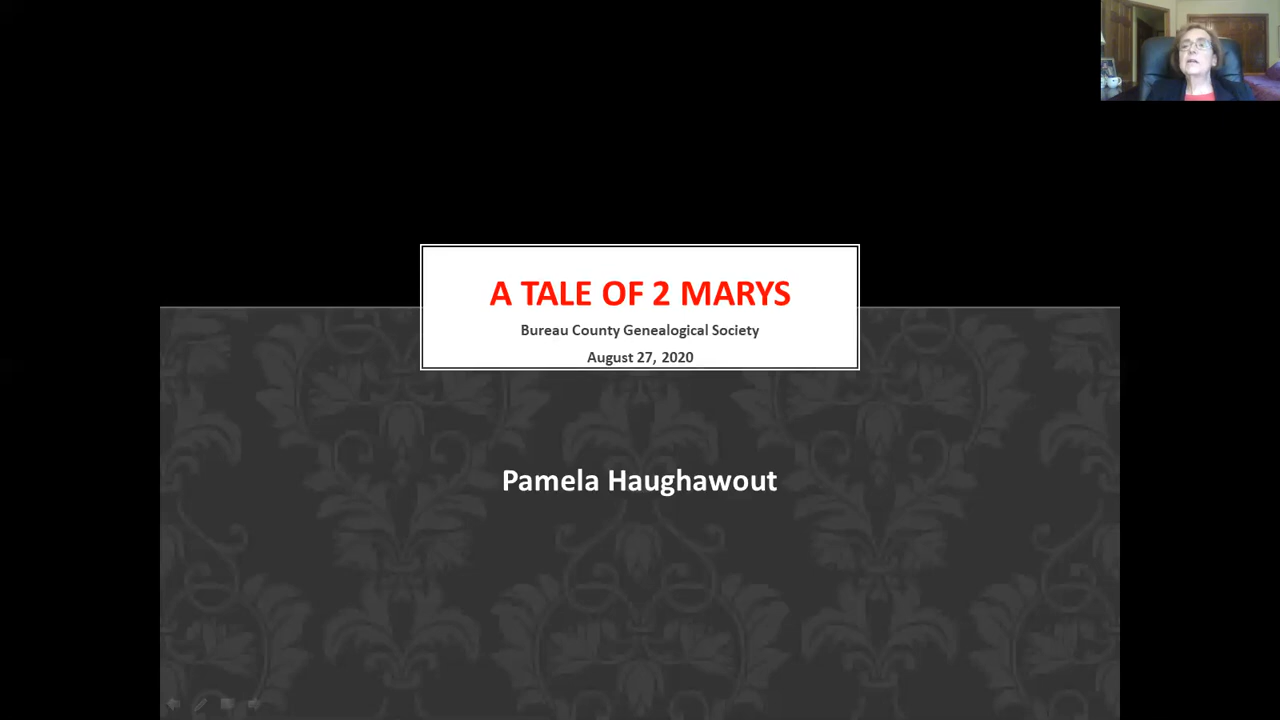 A TALE OF 2 MARYS
Bureau County Genealogical Society
August 27, 2020
Pamela Haughawout